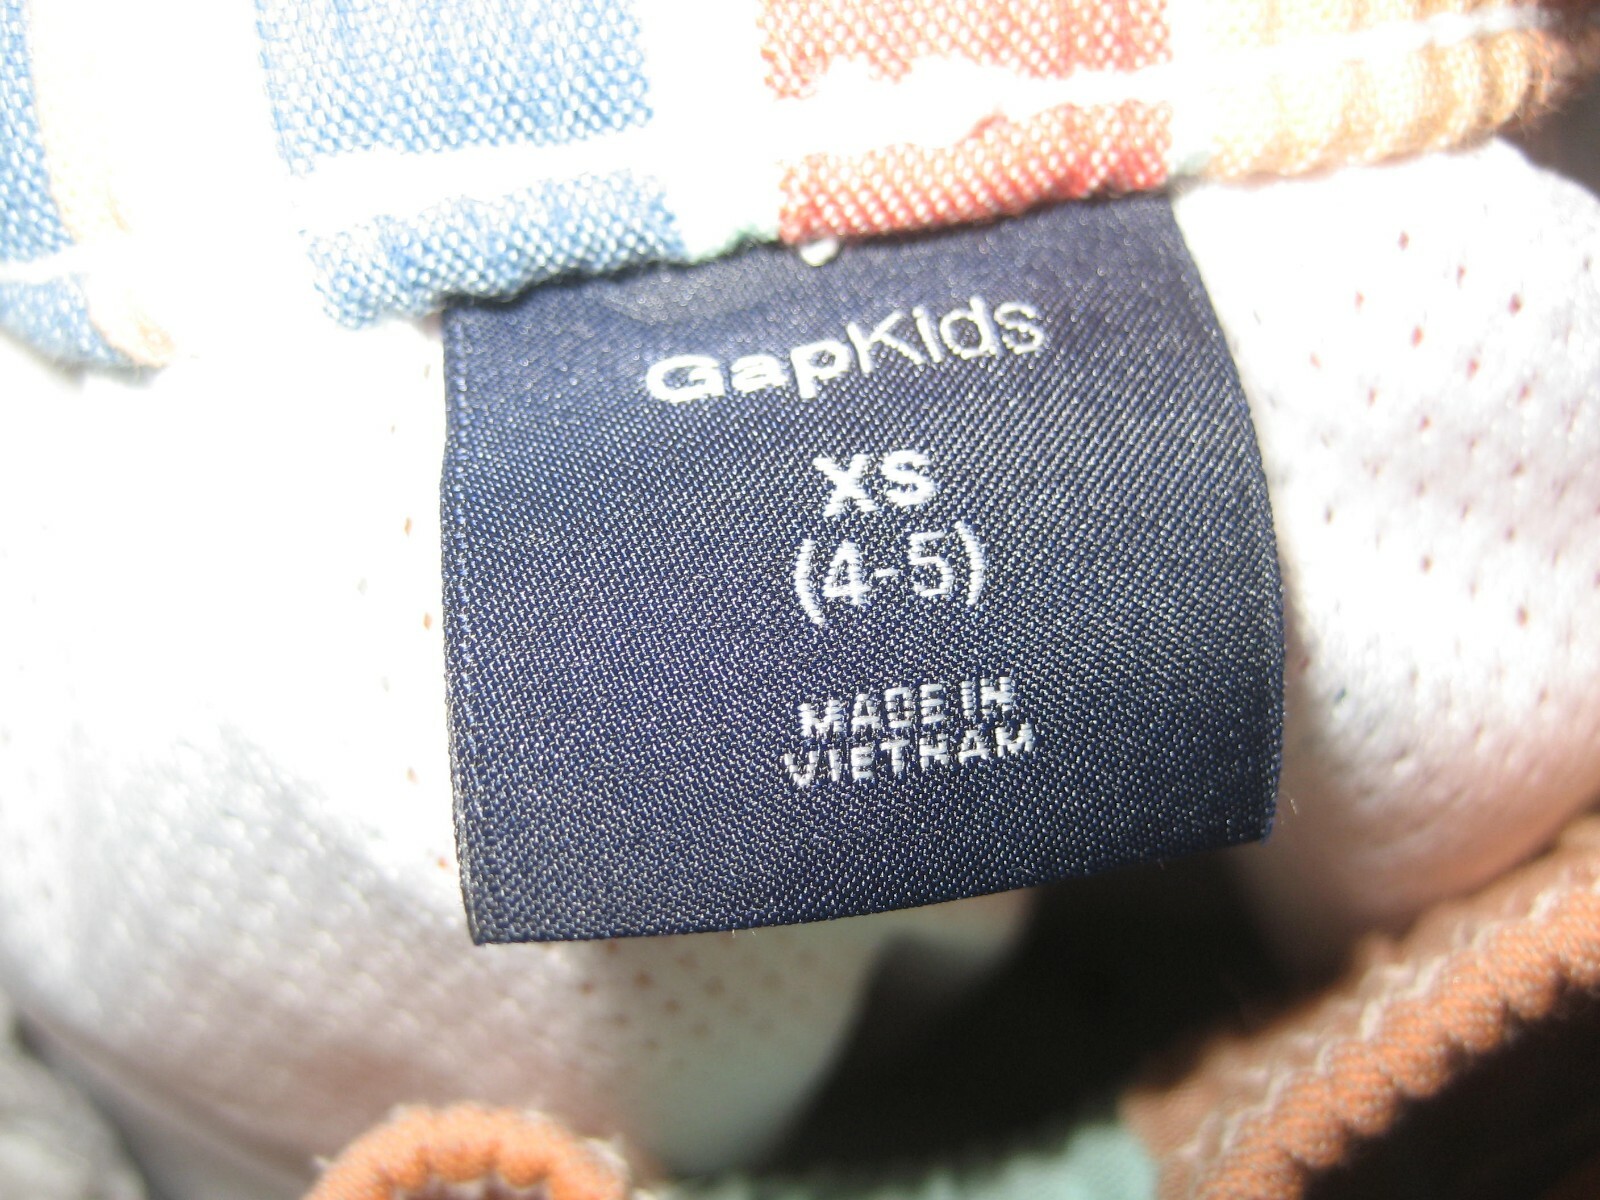 GapKids
XS
(4-5)
MADE IN
VIETNAM